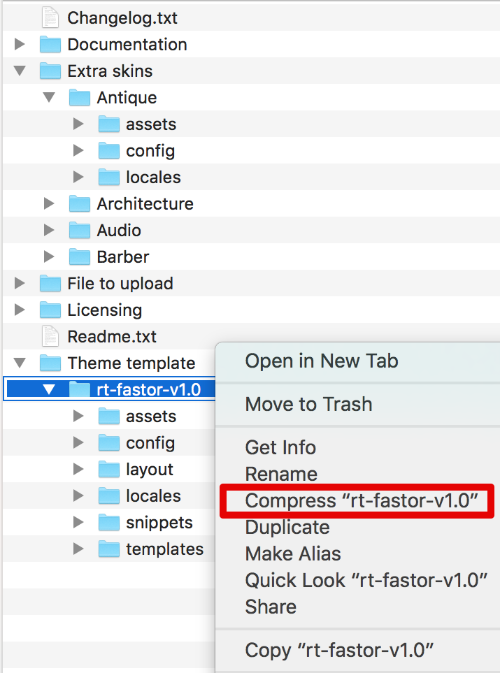 Changelog.txt
Documentation
Extra skins
Antique
assets
config
locales
Architecture
Audio
Barber
File to upload
Licensing
Readme.txt
Theme template
rt-fastor-v1.0
assets
config
layout
locales
snippets
templates
Open in New Tab
Move to Trash
Get Info
Rename
Compress “rt-fastor-v1.0”
Duplicate
Make Alias
Quick Look “rt-fastor-v1.0”
Share
Copy “rt-fastor-v1.0”